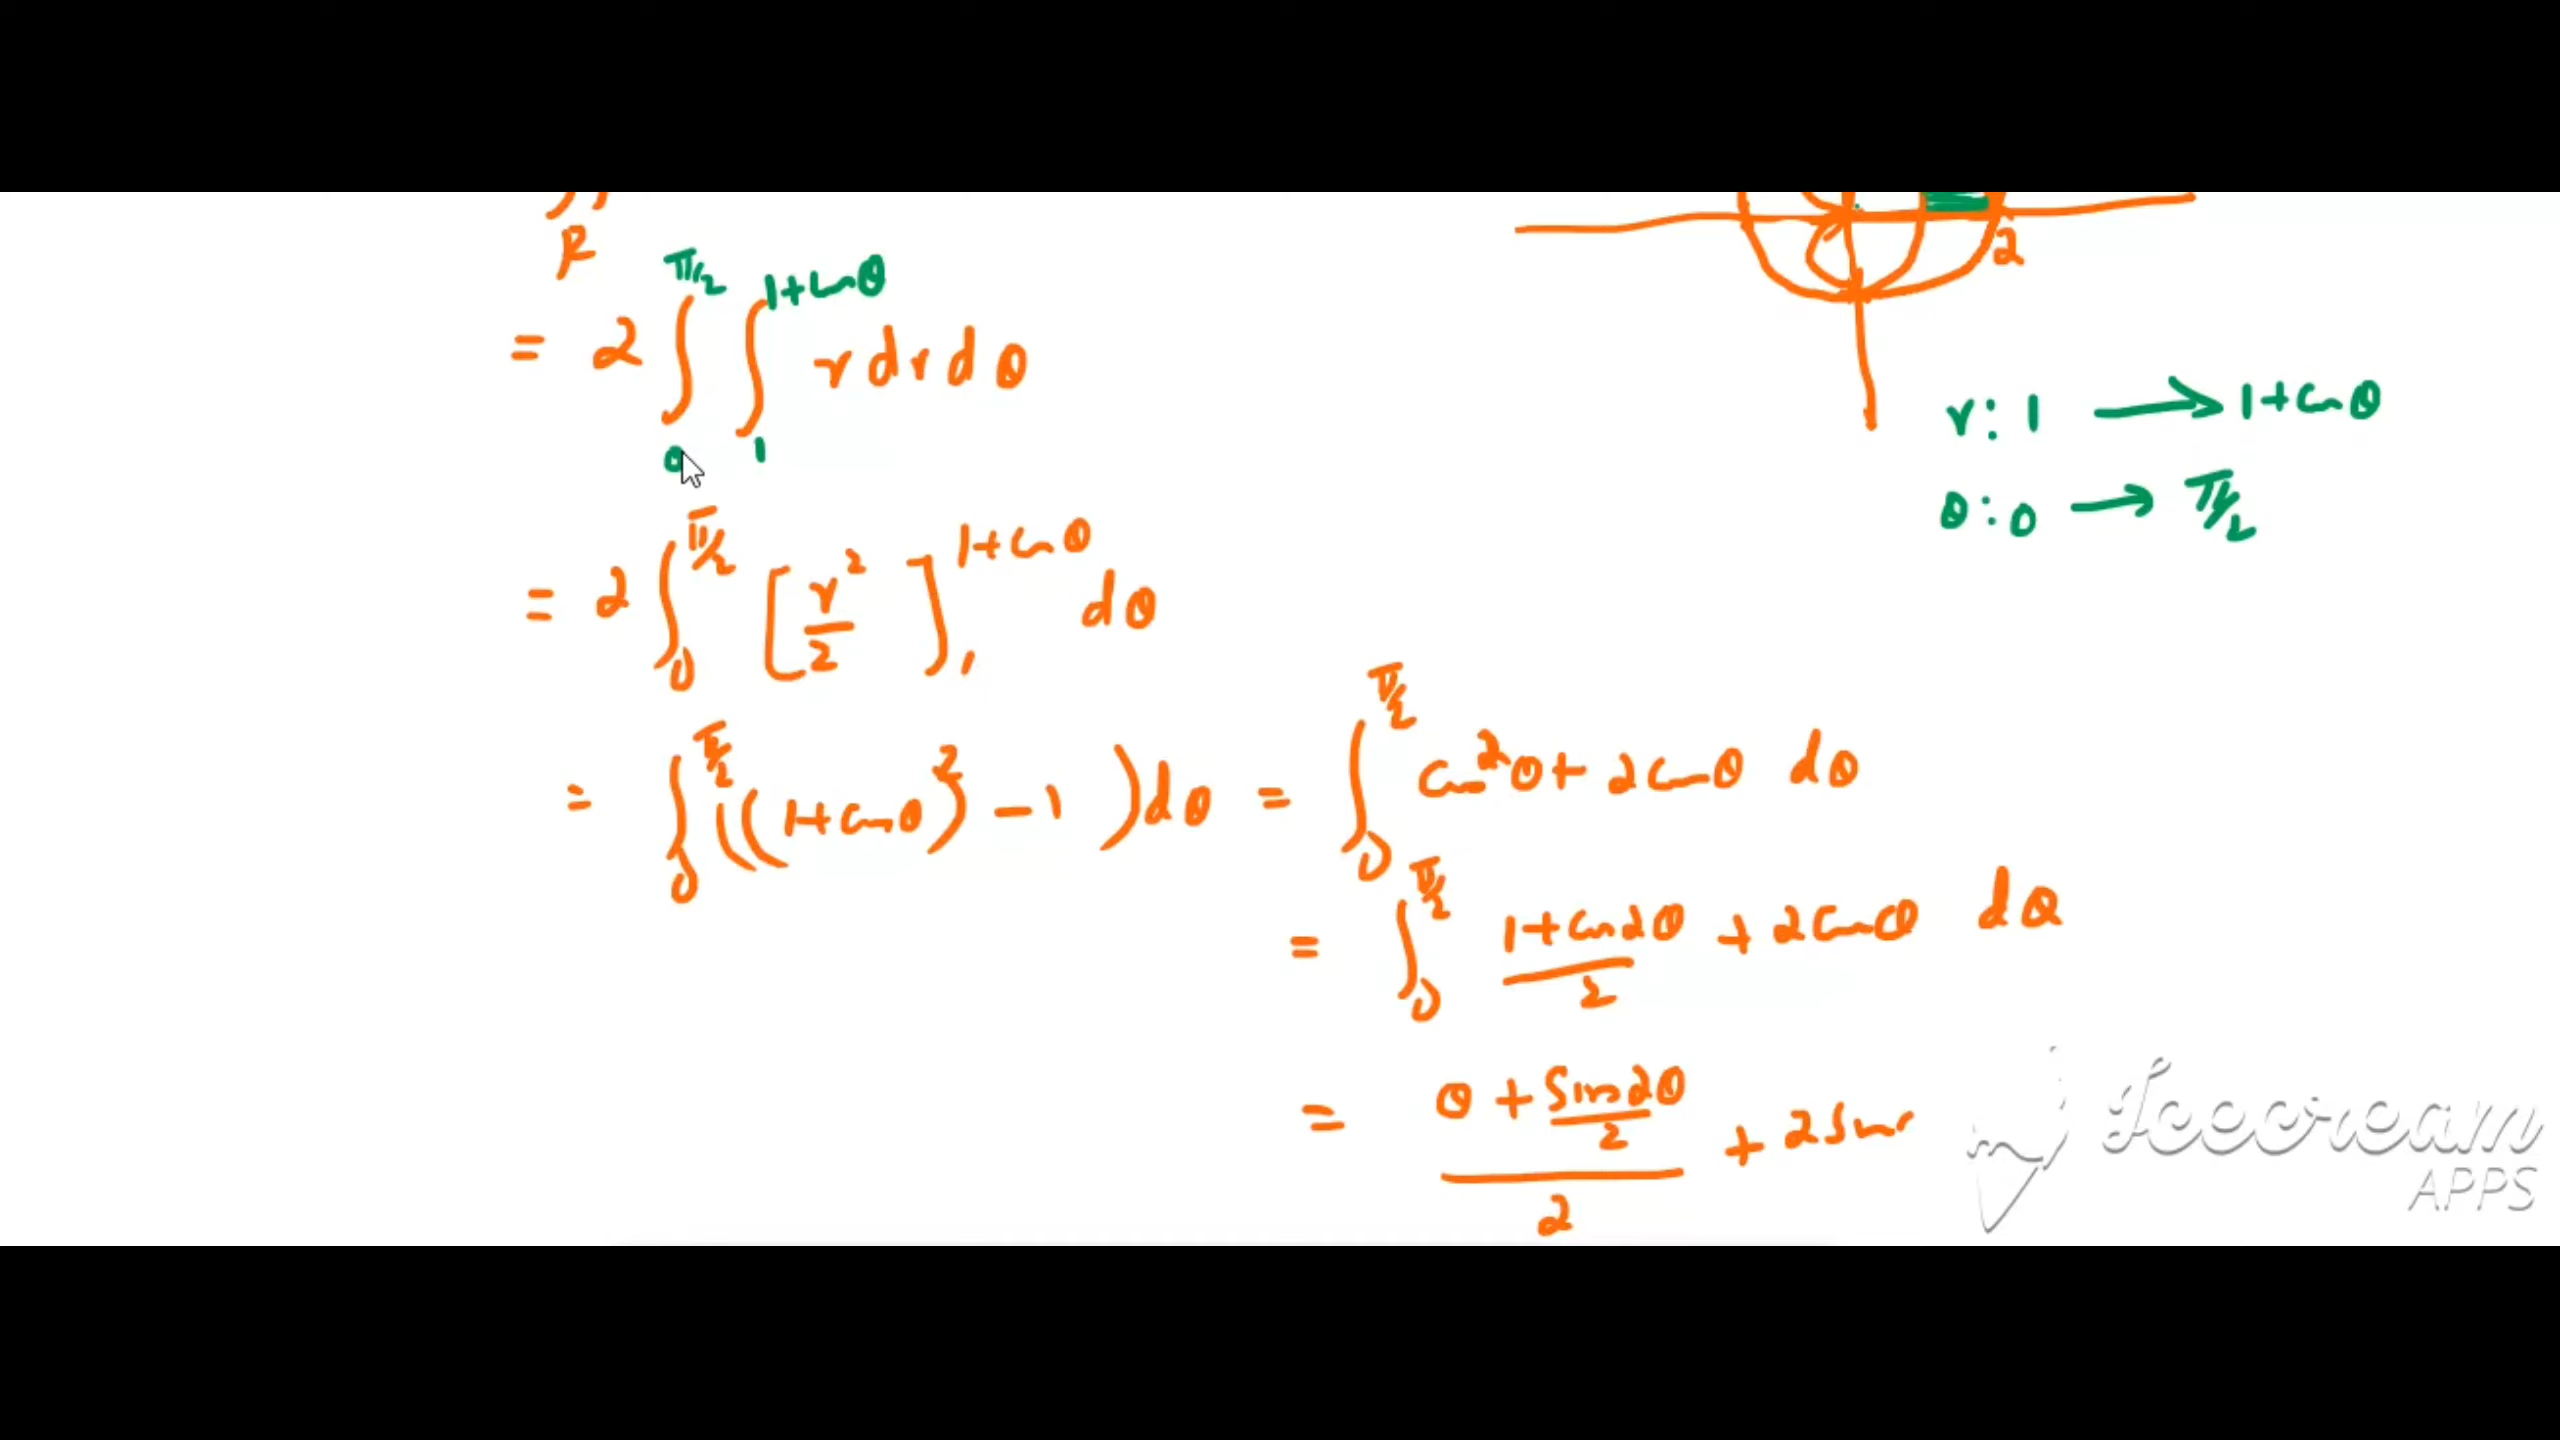 R
2
= 2 ∫₀^{π/2} ∫₁^{1+cosθ} r dr dθ
r : 1 → 1+cosθ
θ : 0 → π/2
= 2 ∫₀^{π/2} [r²/2]₁^{1+cosθ} dθ
= ∫₀^{π/2} ((1+cosθ)² - 1) dθ = ∫₀^{π/2} cos²θ + 2cosθ dθ
= ∫₀^{π/2} (1+cos2θ)/2 + 2cosθ dθ
= (θ + sin2θ/2)/2 + 2sin
Icecream
APPS